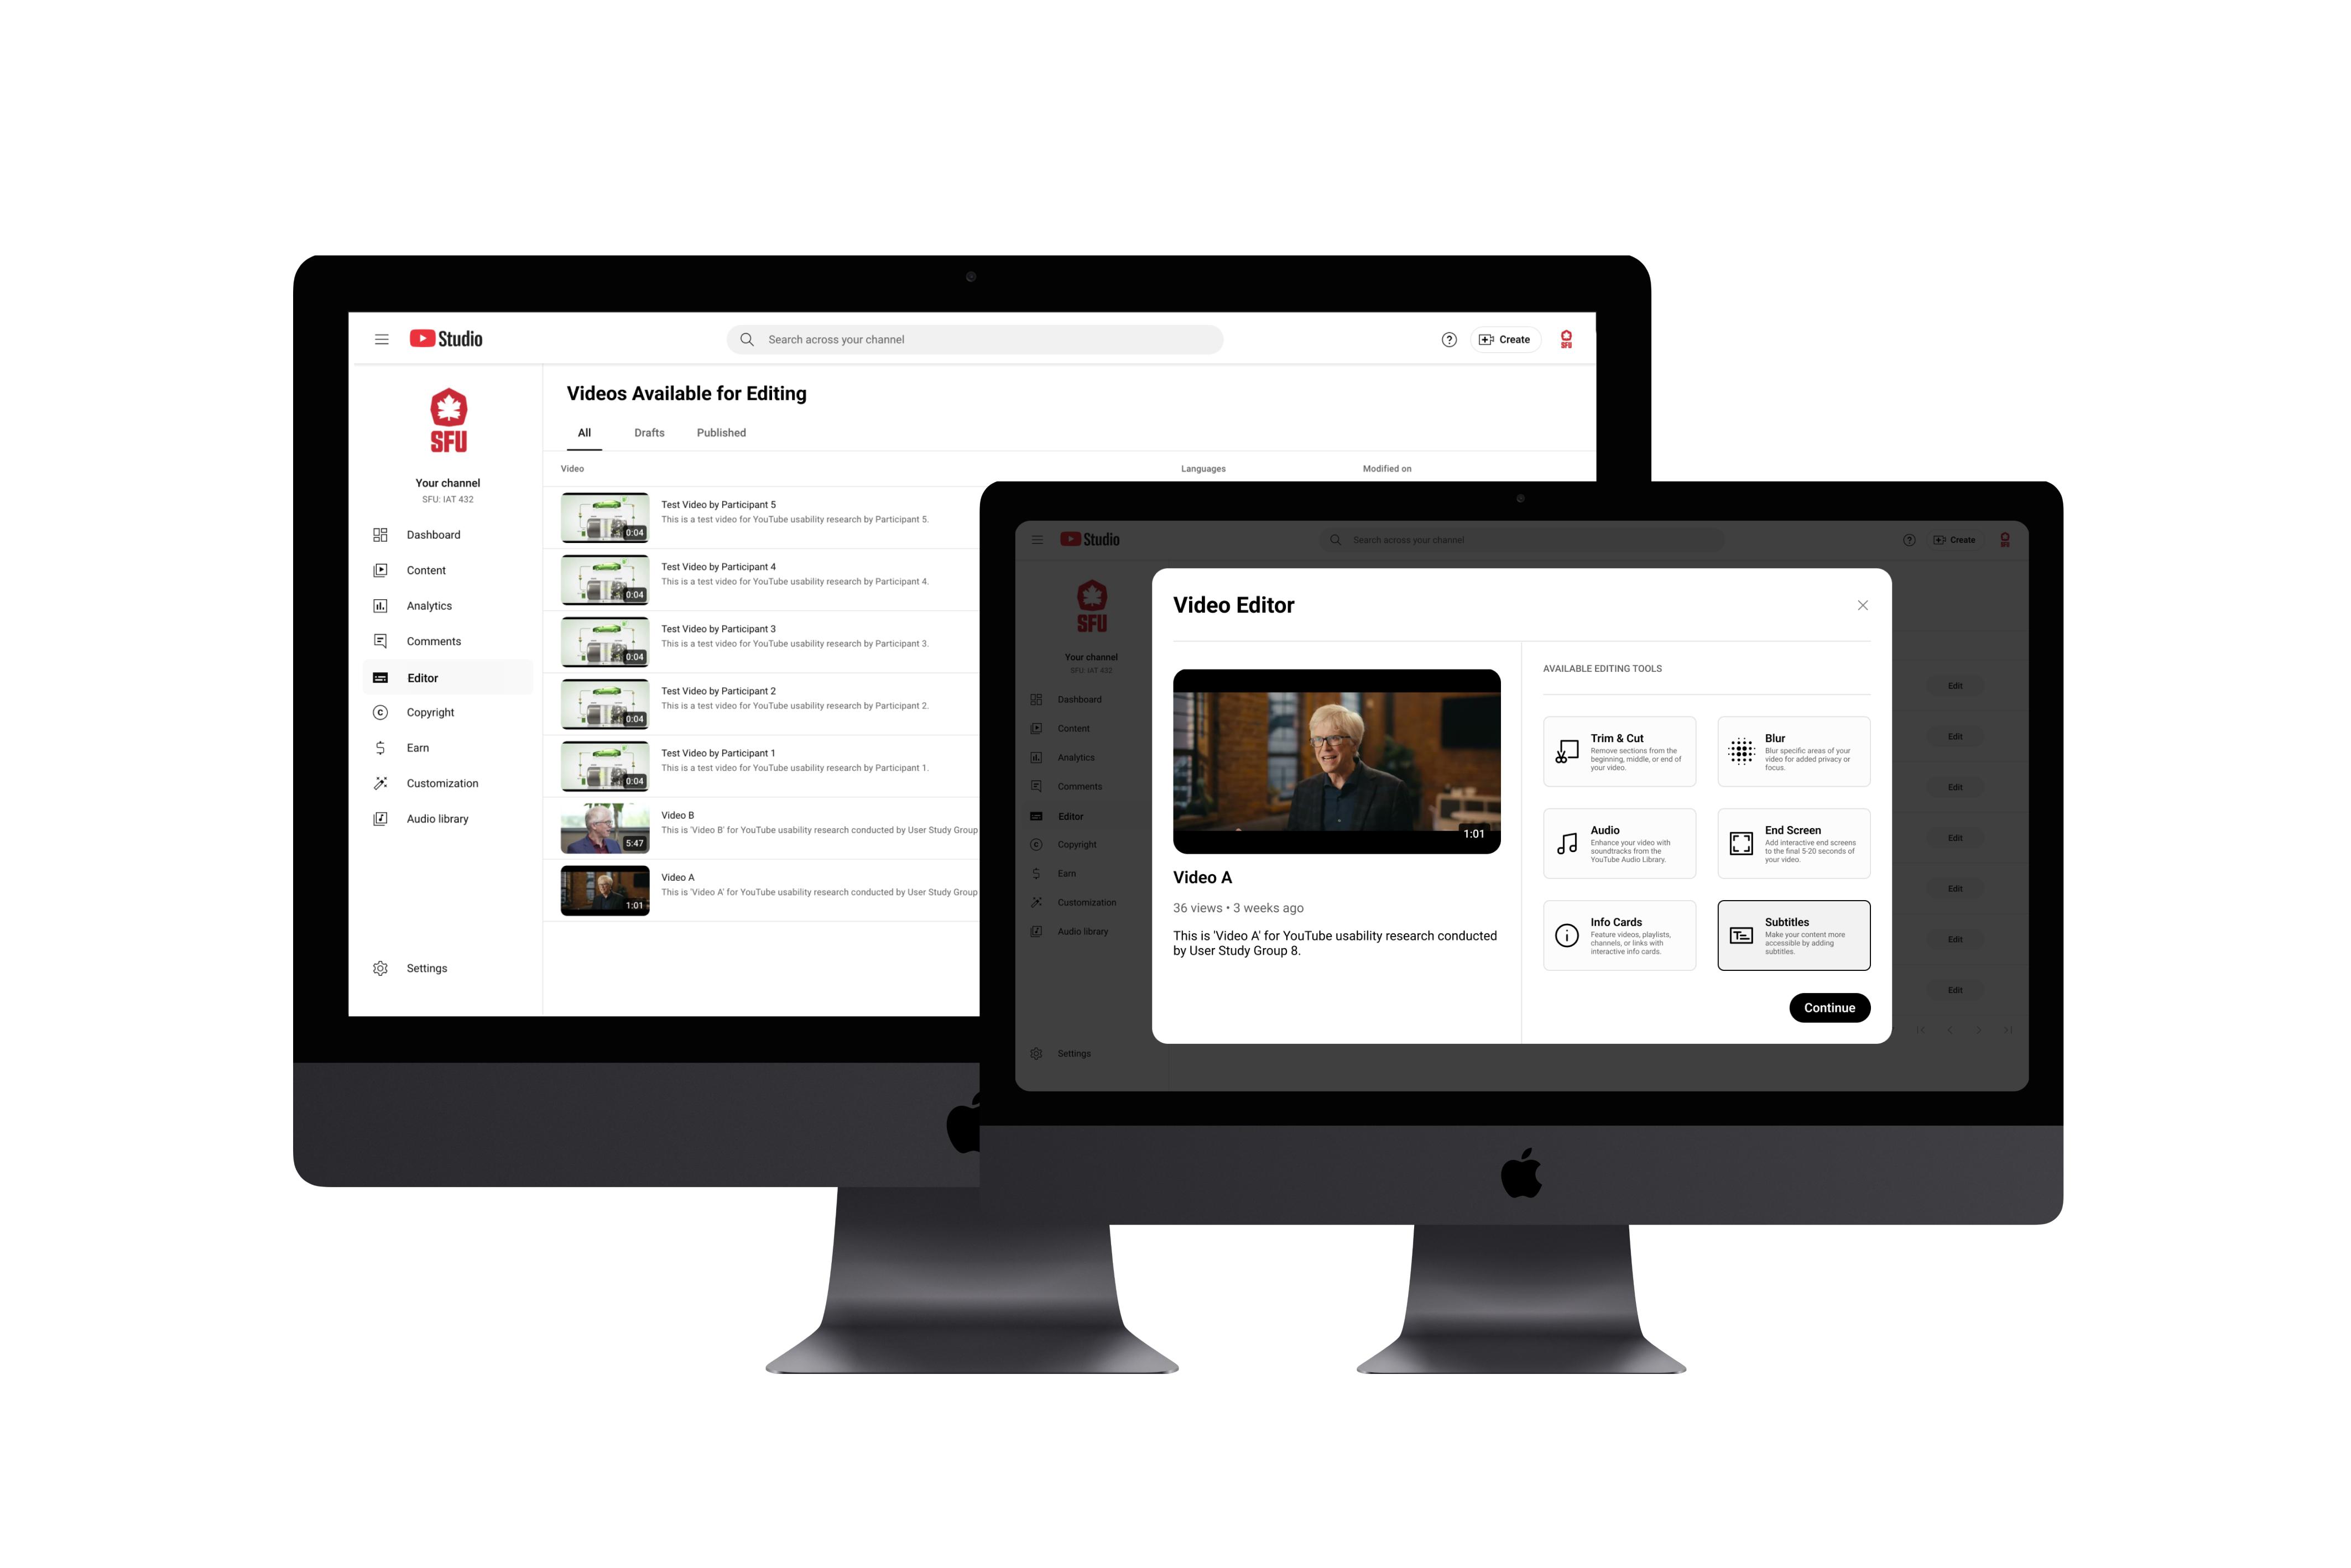 Studio
Search across your channel
Create
SFU
SFU
Your channel
SFU: IAT 432
Dashboard
Content
Analytics
Comments
Editor
Copyright
Earn
Customization
Audio library
Settings
Videos Available for Editing
All Drafts Published
Video Languages Modified on
0:04
Test Video by Participant 5
This is a test video for YouTube usability research by Participant 5.
0:04
Test Video by Participant 4
This is a test video for YouTube usability research by Participant 4.
0:04
Test Video by Participant 3
This is a test video for YouTube usability research by Participant 3.
0:04
Test Video by Participant 2
This is a test video for YouTube usability research by Participant 2.
0:04
Test Video by Participant 1
This is a test video for YouTube usability research by Participant 1.
5:47
Video B
This is 'Video B' for YouTube usability research conducted by User Study Group
1:01
Video A
This is 'Video A' for YouTube usability research conducted by User Study Group
Studio
Search across your channel
Create
SFU
SFU
Your channel
SFU: IAT 432
Dashboard
Content
Analytics
Comments
Editor
Copyright
Earn
Customization
Audio library
Settings
Edit
Edit
Edit
Edit
Edit
Edit
Edit
Video Editor
1:01
Video A
36 views • 3 weeks ago
This is 'Video A' for YouTube usability research conducted
by User Study Group 8.
AVAILABLE EDITING TOOLS
Trim & Cut
Remove sections from the
beginning, middle, or end of
your video.
Blur
Blur specific areas of your
video for added privacy or
focus.
Audio
Enhance your video with
soundtracks from the
YouTube Audio Library.
End Screen
Add interactive end screens
to the final 5-20 seconds of
your video.
Info Cards
Feature videos, playlists,
channels, or links with
interactive info cards.
Subtitles
Make your content more
accessible by adding
subtitles.
Continue